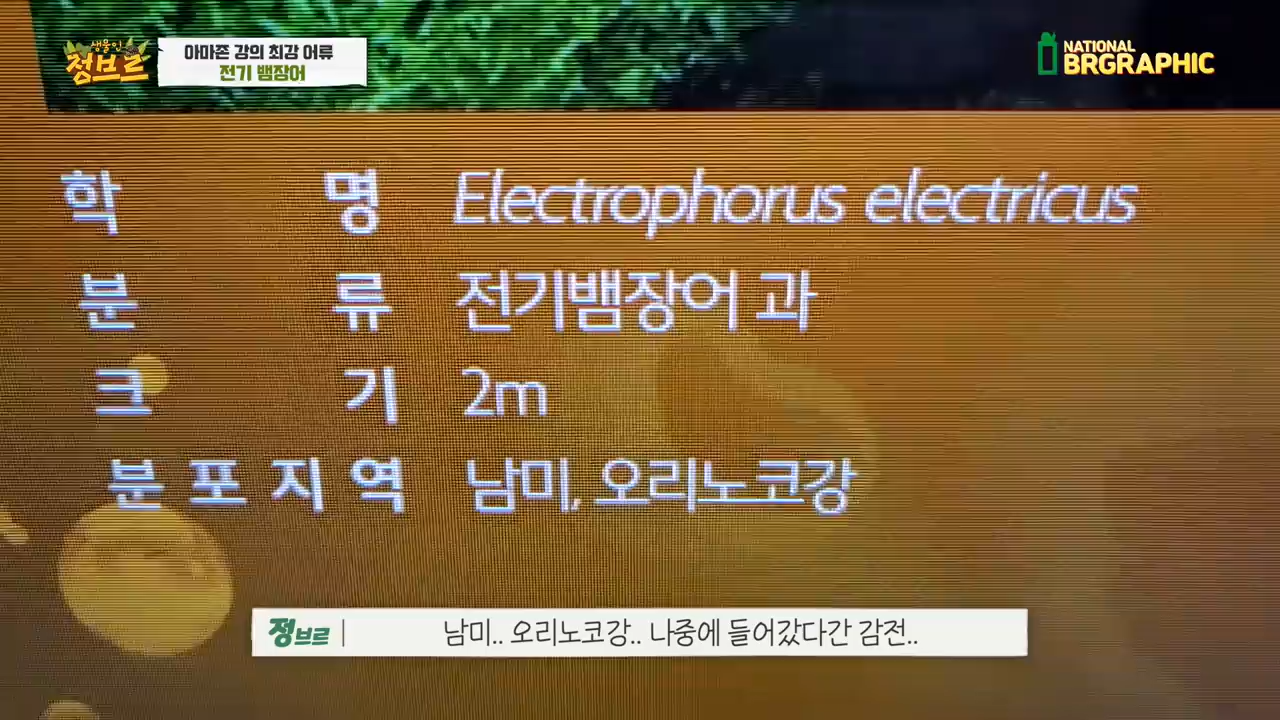 생물인
정브르
아마존 강의 최강 어류
전기 뱀장어
NATIONAL
BRGRAPHIC
학명 Electrophorus electricus
분류 전기뱀장어 과
크기 2m
분포지역 남미, 오리노코강
정브르 | 남미.. 오리노코강.. 나중에 들어갔다간 감전..